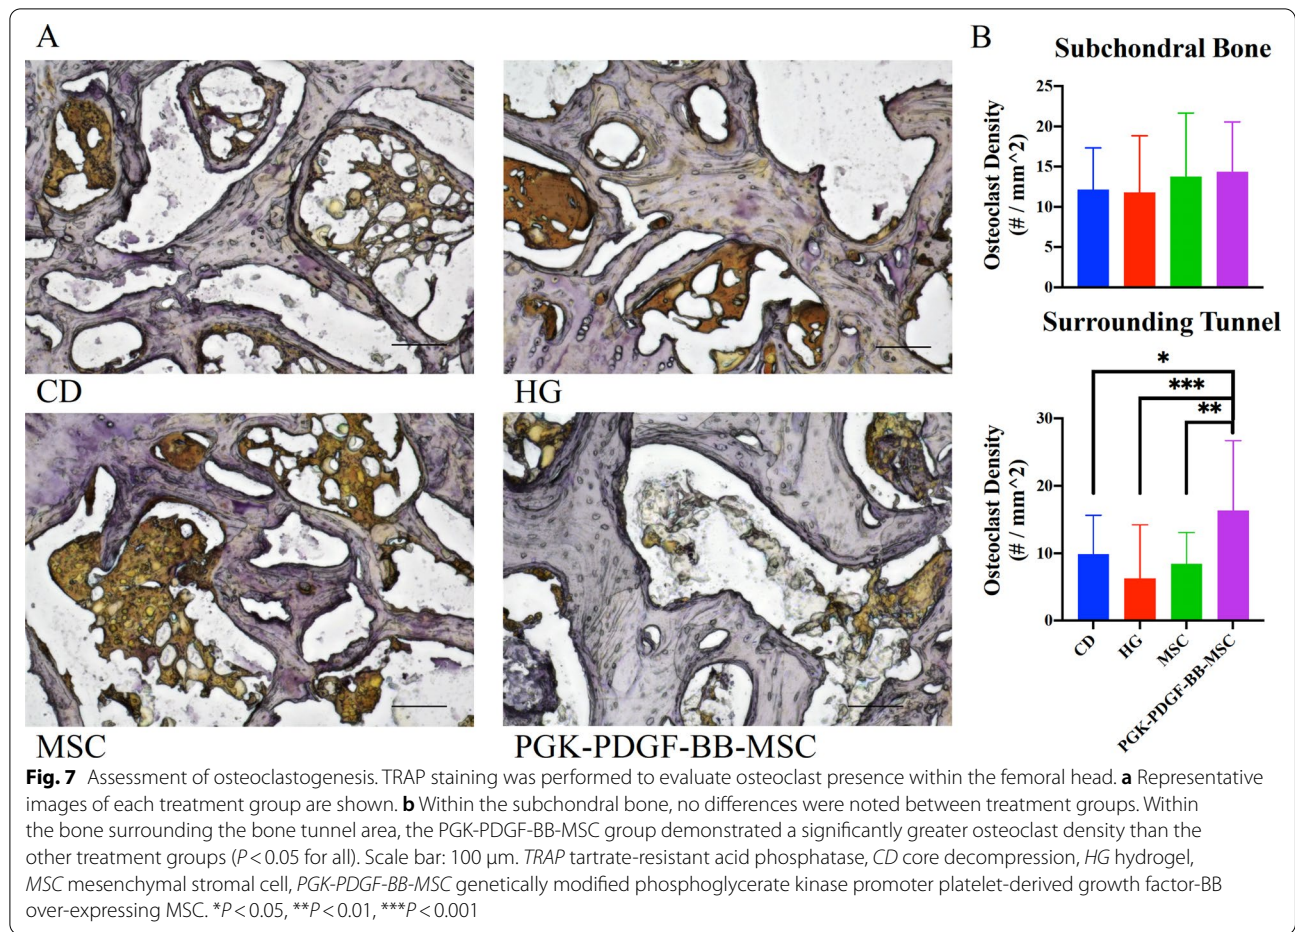 A
CD
HG
MSC
PGK-PDGF-BB-MSC
B
Subchondral Bone
Osteoclast Density
(# / mm^2)
25
20
15
10
5
0
Surrounding Tunnel
*
***
**
Osteoclast Density
(# / mm^2)
30
20
10
0
CD
HG
MSC
PGK-PDGF-BB-MSC
Fig. 7 Assessment of osteoclastogenesis. TRAP staining was performed to evaluate osteoclast presence within the femoral head. a Representative
images of each treatment group are shown. b Within the subchondral bone, no differences were noted between treatment groups. Within
the bone surrounding the bone tunnel area, the PGK-PDGF-BB-MSC group demonstrated a significantly greater osteoclast density than the
other treatment groups (P < 0.05 for all). Scale bar: 100 μm. TRAP tartrate-resistant acid phosphatase, CD core decompression, HG hydrogel,
MSC mesenchymal stromal cell, PGK-PDGF-BB-MSC genetically modified phosphoglycerate kinase promoter platelet-derived growth factor-BB
over-expressing MSC. *P < 0.05, **P < 0.01, ***P < 0.001